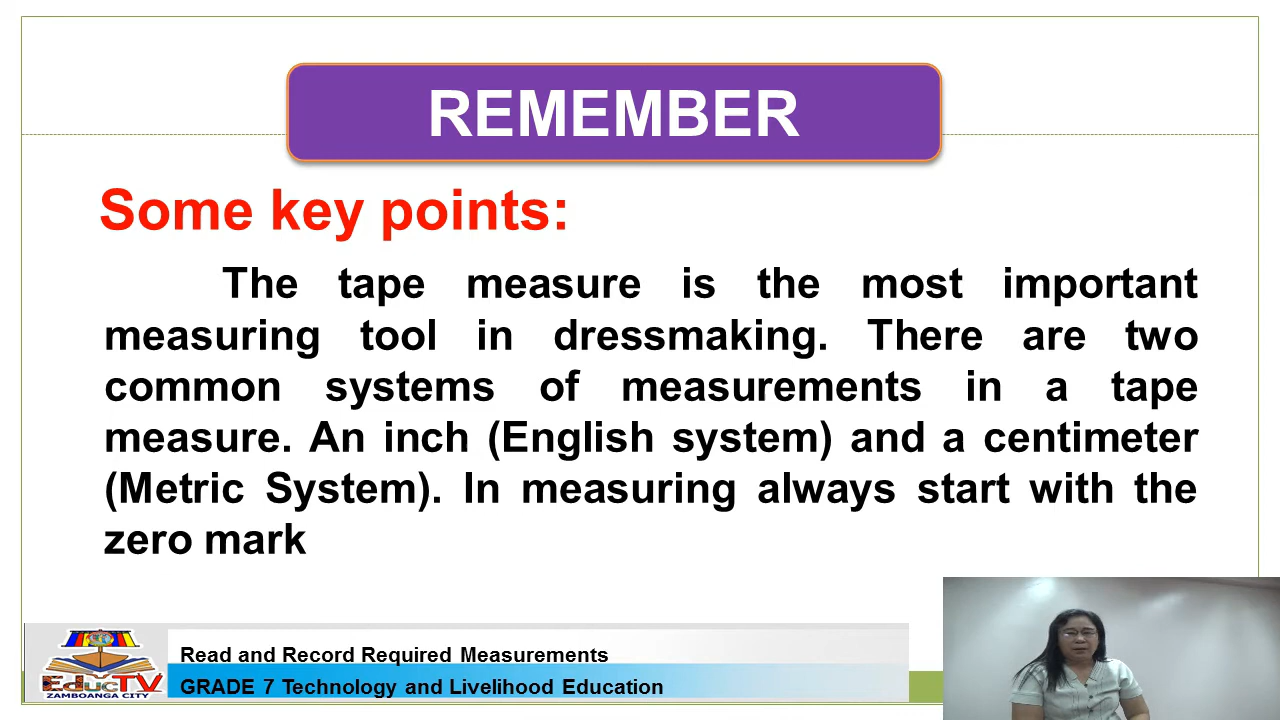 REMEMBER
Some key points:
The tape measure is the most important
measuring tool in dressmaking. There are two
common systems of measurements in a tape
measure. An inch (English system) and a centimeter
(Metric System). In measuring always start with the
zero mark
Read and Record Required Measurements
EducTV
ZAMBOANGA CITY
GRADE 7 Technology and Livelihood Education